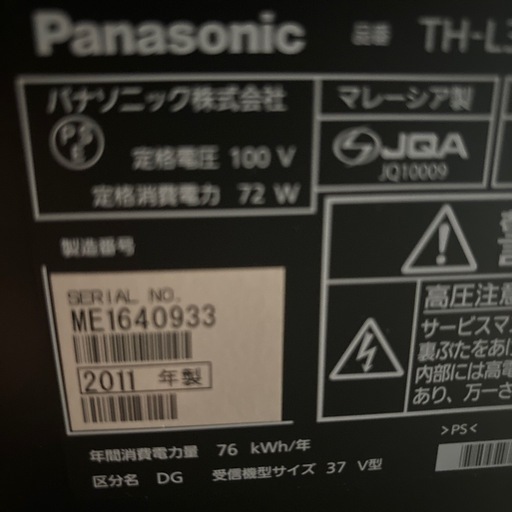 Panasonic 品番 TH-L3
パナソニック株式会社
PSE
定格電圧 100 V
定格消費電力 72 W
マレーシア製
JQA
JQ10009
製造番号
SERIAL NO.
ME1640933
2011 年製
高圧注意
サービスマ
裏ぶたをあけ
内部には高電
あり、万一さ
年間消費電力量 76 kWh/年
区分名 DG 受信機型サイズ 37 V型
>PS<